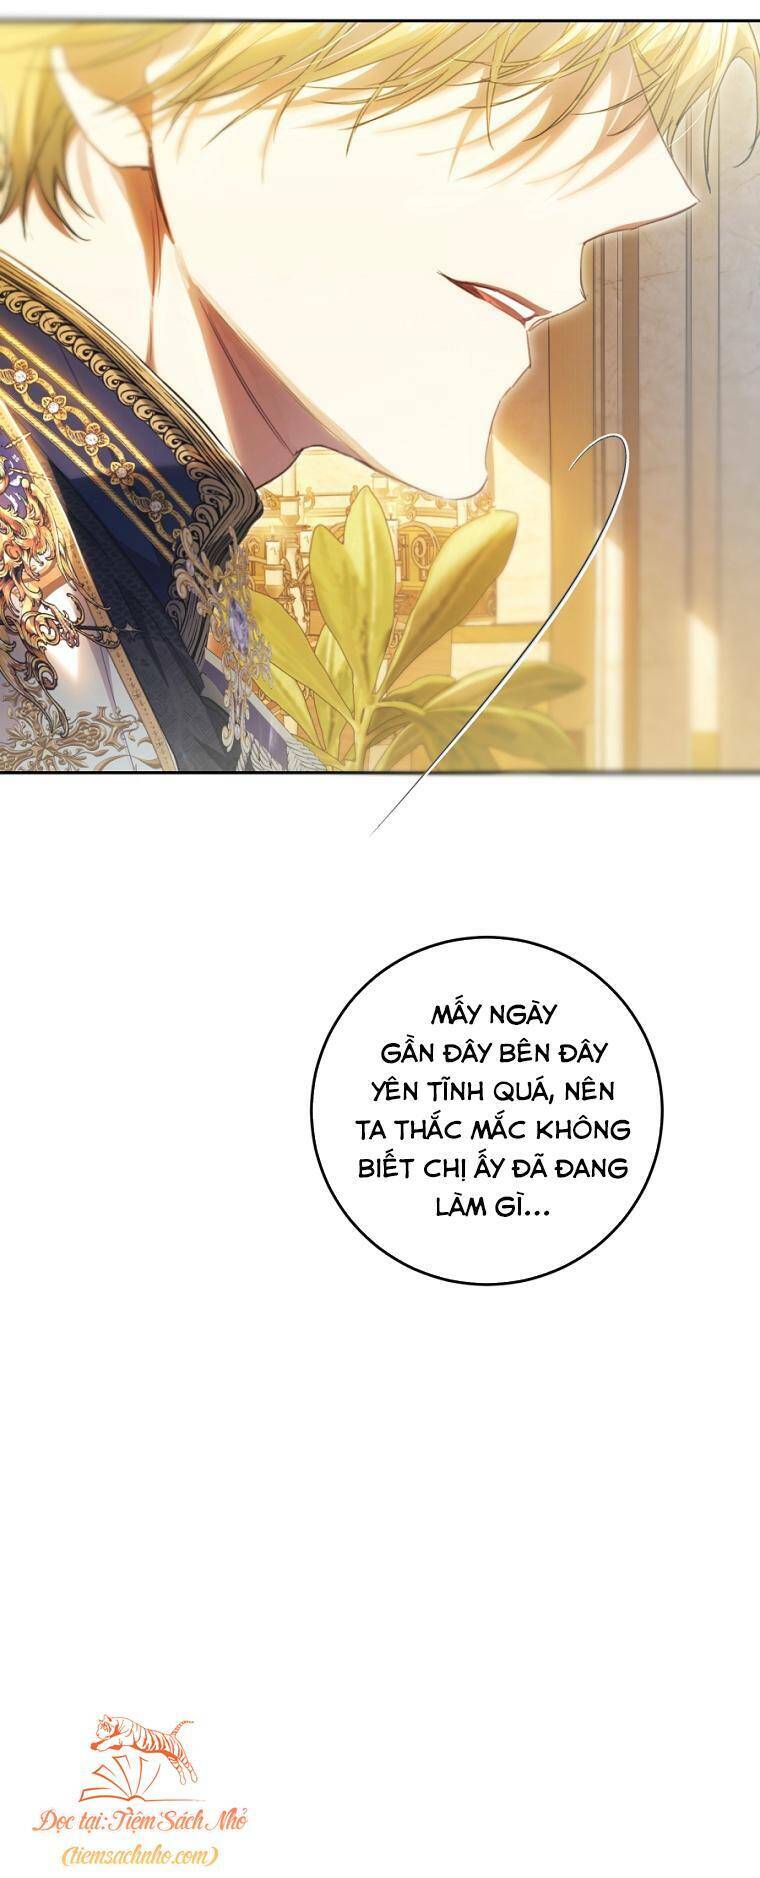 MẤY NGÀY
GẦN ĐÂY BÊN ĐÂY
YÊN TĨNH QUÁ, NÊN
TA THẮC MẮC KHÔNG
BIẾT CHỊ ẤY ĐÃ ĐANG
LÀM GÌ...
Đọc tại: Tiệm Sách Nhỏ
(tiemsachnho.com)